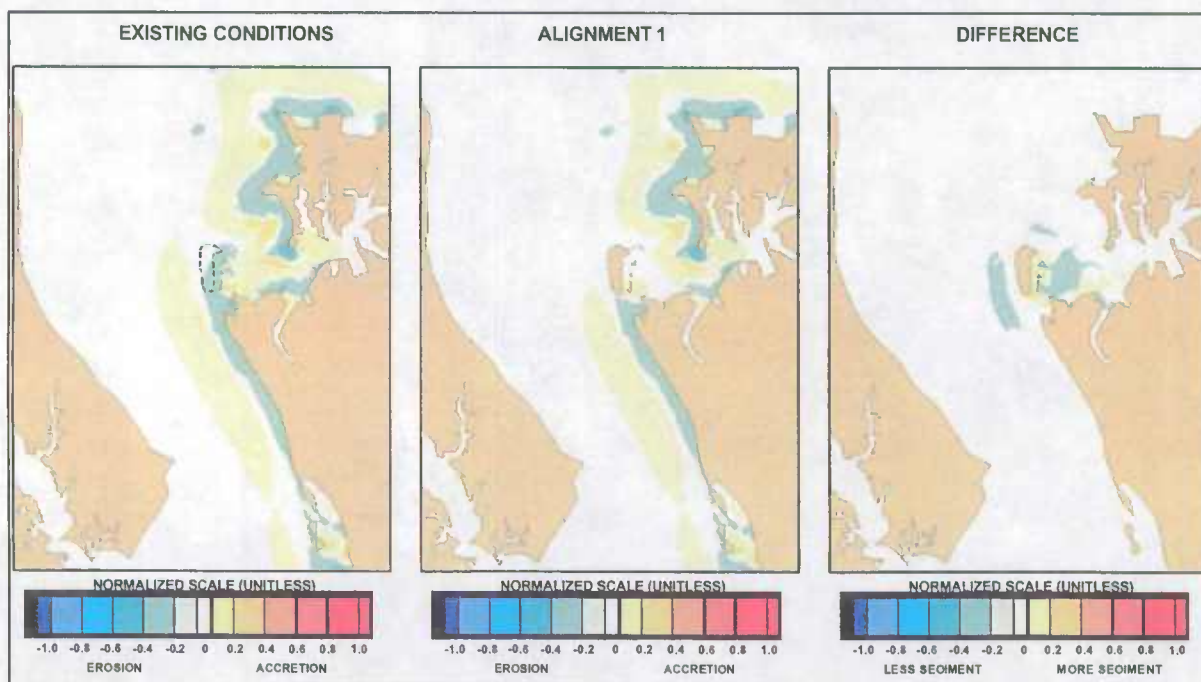 EXISTING CONDITIONS
ALIGNMENT 1
DIFFERENCE
NORMALIZED SCALE (UNITLESS)
-1.0 -0.8 -0.6 -0.4 -0.2 0 0.2 0.4 0.6 0.8 1.0
EROSION ACCRETION
NORMALIZED SCALE (UNITLESS)
-1.0 -0.8 -0.6 -0.4 -0.2 0 0.2 0.4 0.6 0.8 1.0
EROSION ACCRETION
NORMALIZED SCALE (UNITLESS)
-1.0 -0.8 -0.6 -0.4 -0.2 0 0.2 0.4 0.6 0.8 1.0
LESS SEDIMENT MORE SEDIMENT